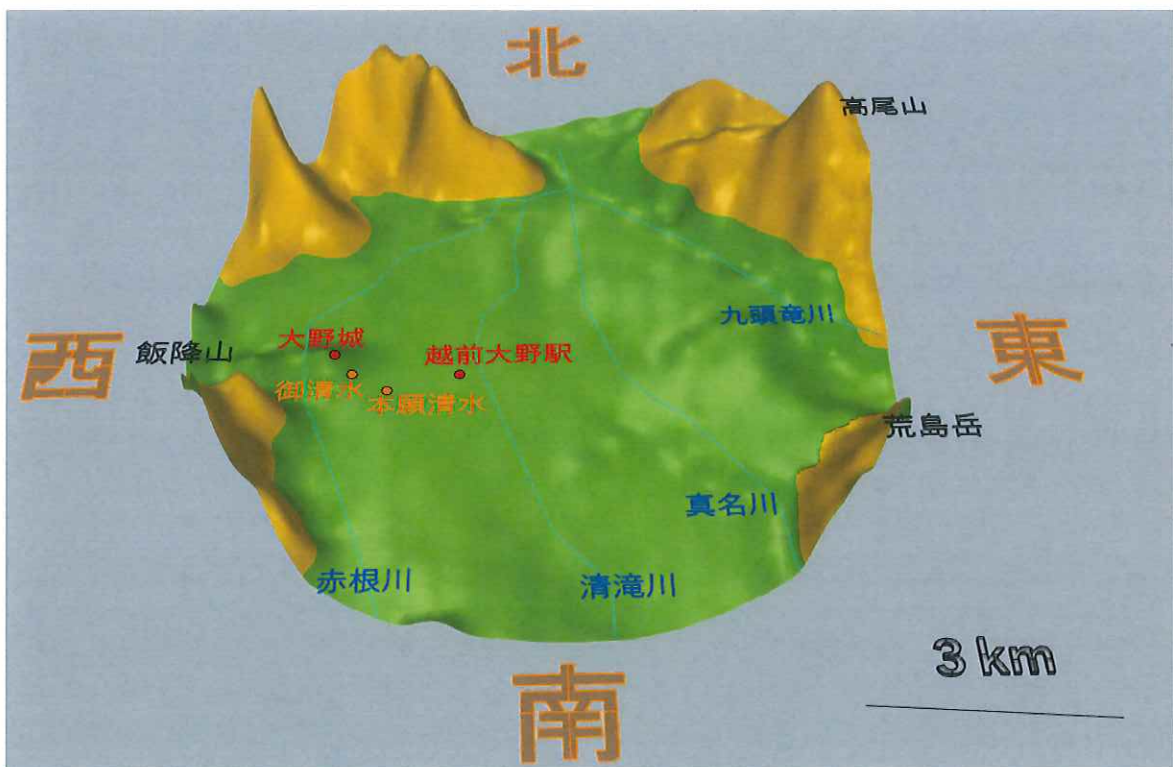 北
高尾山
九頭竜川
西
飯降山
大野城
越前大野駅
東
御清水
本願清水
荒島岳
真名川
赤根川
清滝川
3 km
南